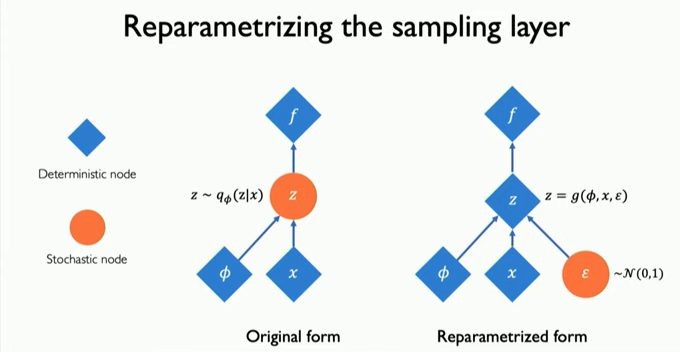 Reparametrizing the sampling layer
f
f
Deterministic node
z ~ qϕ(z|x)
z
z
z = g(ϕ, x, ε)
Stochastic node
ϕ
x
ϕ
x
ε
~𝒩(0,1)
Original form
Reparametrized form